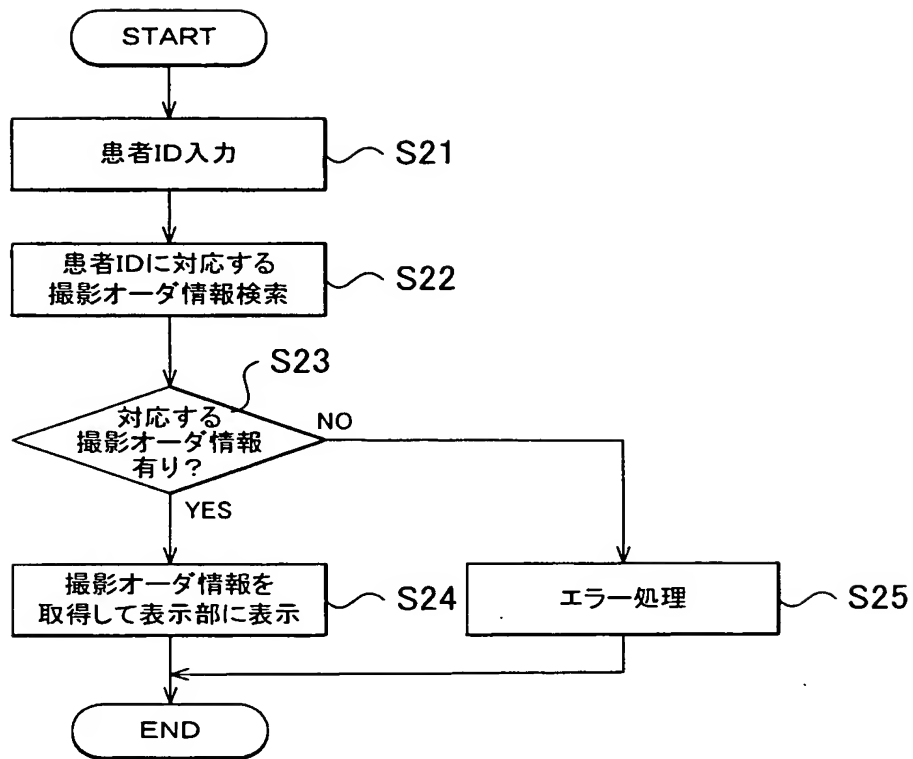 START
患者ID入力
S21
患者IDに対応する
撮影オーダ情報検索
S22
S23
対応する
撮影オーダ情報
有り?
NO
YES
撮影オーダ情報を
取得して表示部に表示
S24
エラー処理
S25
END